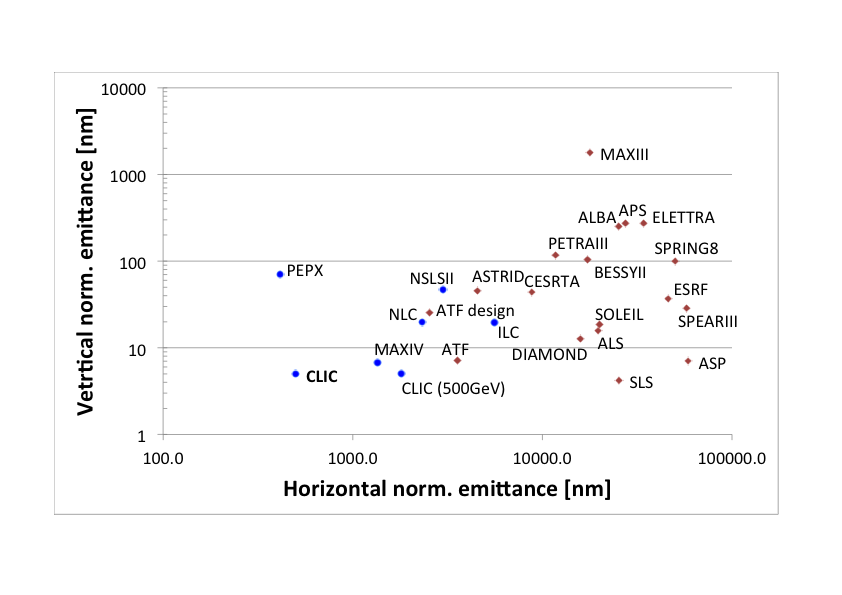 10000
1000
100
10
1
Vetrtical norm. emittance [nm]
MAXIII
ALBA
APS
ELETTRA
PETRAIII
BESSYII
SPRING8
PEPX
NSLSII
ASTRID
CESRTA
ESRF
NLC
ATF design
ILC
SOLEIL
SPEARIII
MAXIV
ATF
DIAMOND
ALS
ASP
CLIC
CLIC (500GeV)
SLS
100.0
1000.0
10000.0
100000.0
Horizontal norm. emittance [nm]